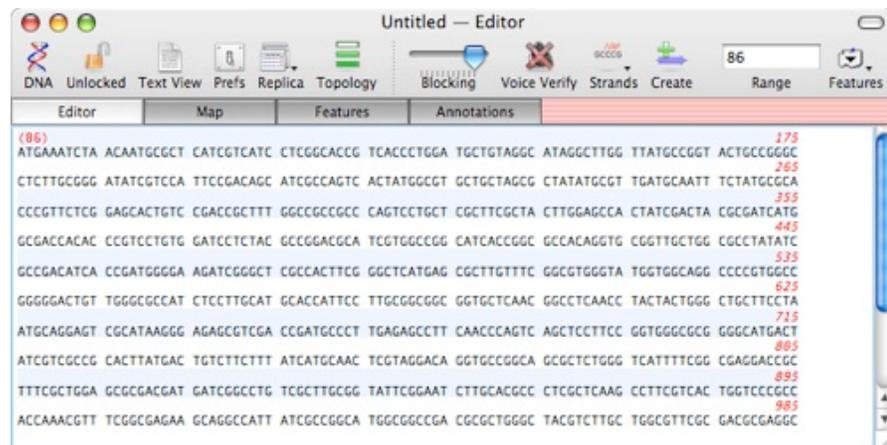 Untitled — Editor
DNA Unlocked Text View Prefs Replica Topology Blocking Voice Verify Strands Create 86 Range Features
Editor Map Features Annotations
(86) 175
ATGAAATCTA ACAATGCGCT CATCGTCATC CTCGGCACCG TCACCCTGGA TGCTGTAGGC ATAGGCTTGG TTATGCCGGT ACTGCCGGGC
265
CTCTTGCGGG ATATCGTCCA TTCCGACAGC ATCGCCAGTC ACTATGGCGT GCTGCTAGCG CTATATGCGT TGATGCAATT TCTATGCGCA
355
CCCGTTCTCG GAGCACTGTC CGACCGCTTT GGCCGCCGCC CAGTCCTGCT CGCTTCGCTA CTTGGAGCCA CTATCGACTA CGCGATCATG
445
GCGACCACAC CCGTCCTGTG GATCCTCTAC GCCGGACGCA TCGTGGCCGG CATCACCGGC GCCACAGGTG CGGTTGCTGG CGCCTATATC
535
GCCGACATCA CCGATGGGGA AGATCGGGCT CGCCACTTCG GGCTCATGAG CGCTTGTTTC GGCGTGGGTA TGGTGGCAGG CCCCGTGGCC
625
GGGGGACTGT TGGGCGCCAT CTCCTTGCAT GCACCATTCC TTGCGGCGGC GGTGCTCAAC GGCCTCAACC TACTACTGGG CTGCTTCCTA
715
ATGCAGGAGT CGCATAAGGG AGAGCGTCGA CCGATGCCCT TGAGAGCCTT CAACCCAGTC AGCTCCTTCC GGTGGGCGCG GGGCATGACT
805
ATCGTCGCCG CACTTATGAC TGTCTTCTTT ATCATGCAAC TCGTAGGACA GGTGCCGGCA GCGCTCTGGG TCATTTTCGG CGAGGACCGC
895
TTTCGCTGGA GCGCGACGAT GATCGGCCTG TCGCTTGCGG TATTCGGAAT CTTGCACGCC CTCGCTCAAG CCTTCGTCAC TGGTCCCGCC
985
ACCAAACGTT TCGGCGAGAA GCAGGCCATT ATCGCCGGCA TGGCGGCCGA CGCGCTGGGC TACGTCTTGC TGGCGTTCGC GACGCGAGGC